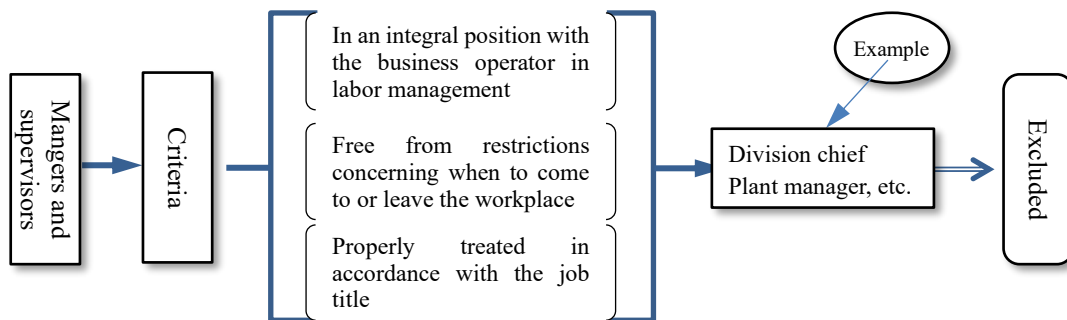 Mangers and
supervisors
Criteria
In an integral position with
the business operator in
labor management
Free from restrictions
concerning when to come
to or leave the workplace
Properly treated in
accordance with the job
title
Example
Division chief
Plant manager, etc.
Excluded